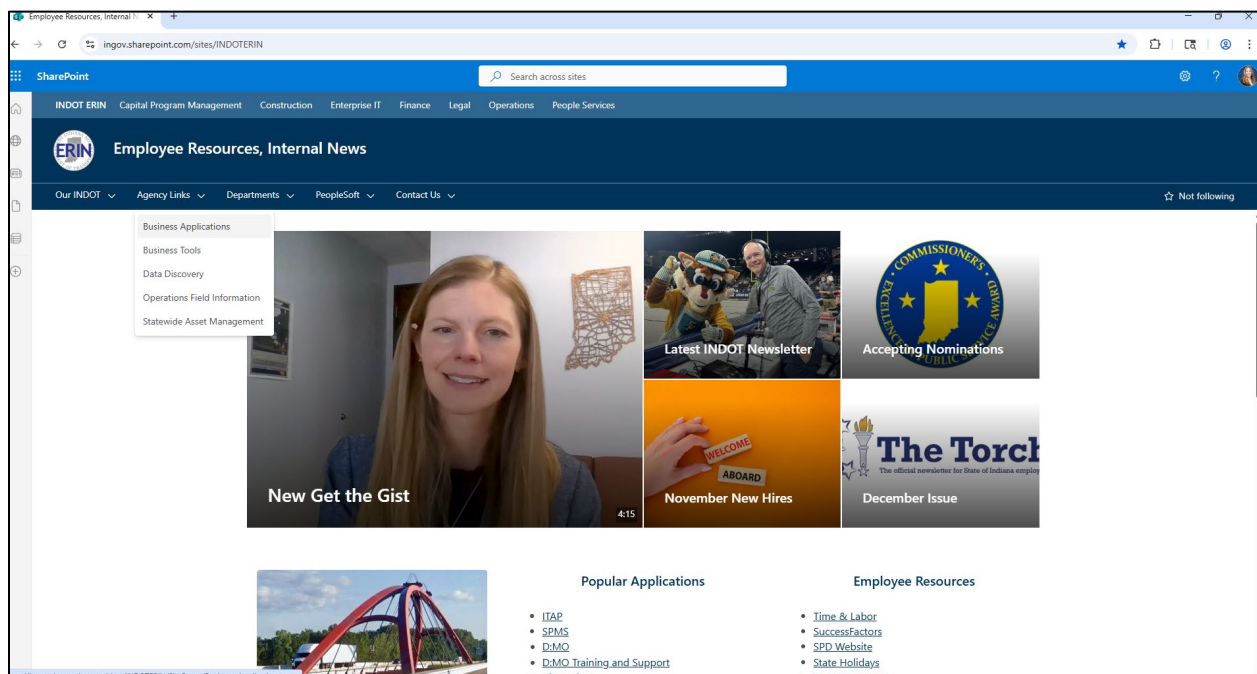 Employee Resources, Internal N
ingov.sharepoint.com/sites/INDOTERIN
SharePoint
Search across sites
INDOT ERIN Capital Program Management Construction Enterprise IT Finance Legal Operations People Services
ERIN
Employee Resources, Internal News
Our INDOT Agency Links Departments PeopleSoft Contact Us Not following
Business Applications
Business Tools
Data Discovery
Operations Field Information
Statewide Asset Management
New Get the Gist
4:15
Latest INDOT Newsletter
COMMISSIONER'S AWARD
EXCELLENCE PUBLIC SERVICE
Accepting Nominations
WELCOME
ABOARD
November New Hires
The Torch
The official newsletter for State of Indiana employ
December Issue
Popular Applications
ITAP
SPMS
D:MO
D:MO Training and Support
Employee Resources
Time & Labor
SuccessFactors
SPD Website
State Holidays